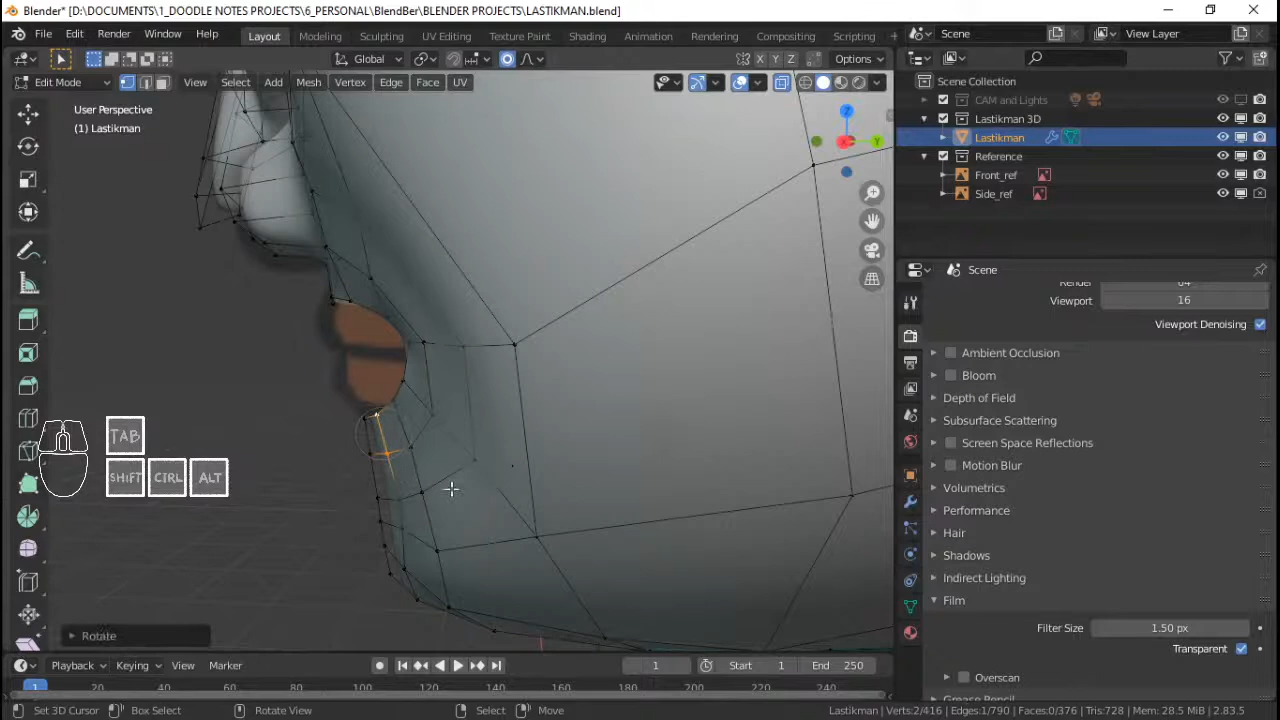 Blender* [D:\DOCUMENTS\1_DOODLE NOTES PROJECTS\6_PERSONAL\BlendBer\BLENDER PROJECTS\LASTIKMAN.blend]
File Edit Render Window Help Layout Modeling Sculpting UV Editing Texture Paint Shading Animation Rendering Compositing Scripting + Scene View Layer
Global X Y Z Options
Edit Mode View Select Add Mesh Vertex Edge Face UV
Scene Collection
User Perspective
(1) Lastikman
CAM and Lights
Lastikman 3D
Lastikman
Reference
Front_ref
Side_ref
Z
Y
X
Scene
Viewport 16
Viewport Denoising
Ambient Occlusion
Bloom
Depth of Field
Subsurface Scattering
Screen Space Reflections
Motion Blur
Volumetrics
Performance
Hair
Shadows
Indirect Lighting
Film
Filter Size 1.50 px
Transparent
Overscan
TAB
SHIFT CTRL ALT
Rotate
Playback Keying View Marker 1 Start 1 End 250
1 20 40 60 80 100 120 140 160 180 200 220 240
Set 3D Cursor Box Select Rotate View Select Move Lastikman | Verts:2/416 | Edges:1/790 | Faces:0/376 | Tris:728 | Mem: 28.5 MiB | 2.83.5